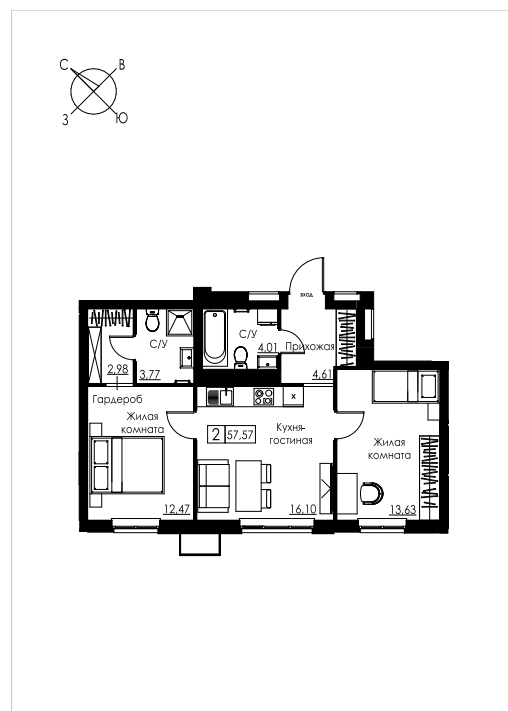 С В
З Ю
вход
С/У
4.01
Прихожая
4.61
С/У
2.98
3.77
Гардероб
Жилая
комната
12.47
2 57,57
Кухня-
гостиная
х
16,10
Жилая
комната
13.63